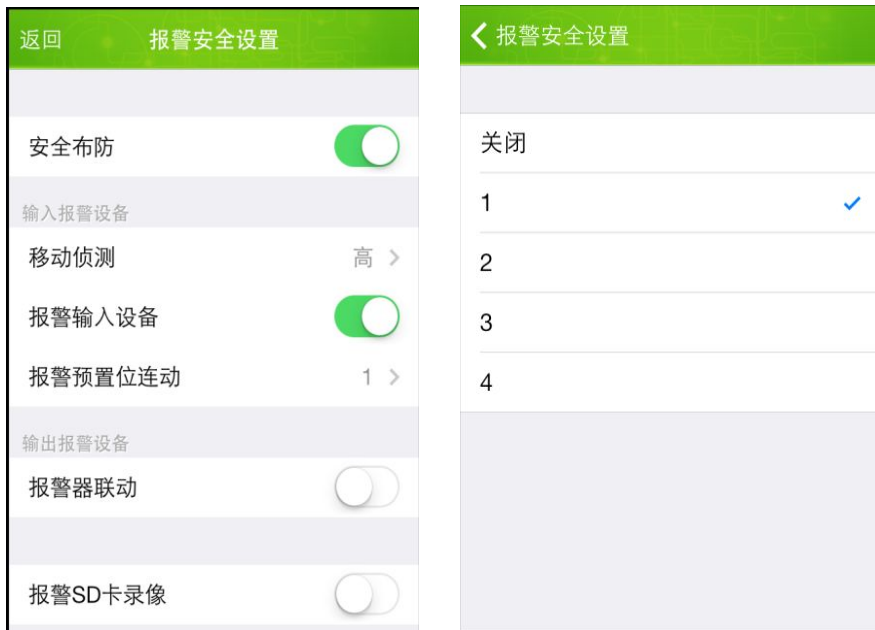 返回 报警安全设置
安全布防
输入报警设备
移动侦测 高
报警输入设备
报警预置位连动 1
输出报警设备
报警器联动
报警SD卡录像
报警安全设置
关闭
1
2
3
4